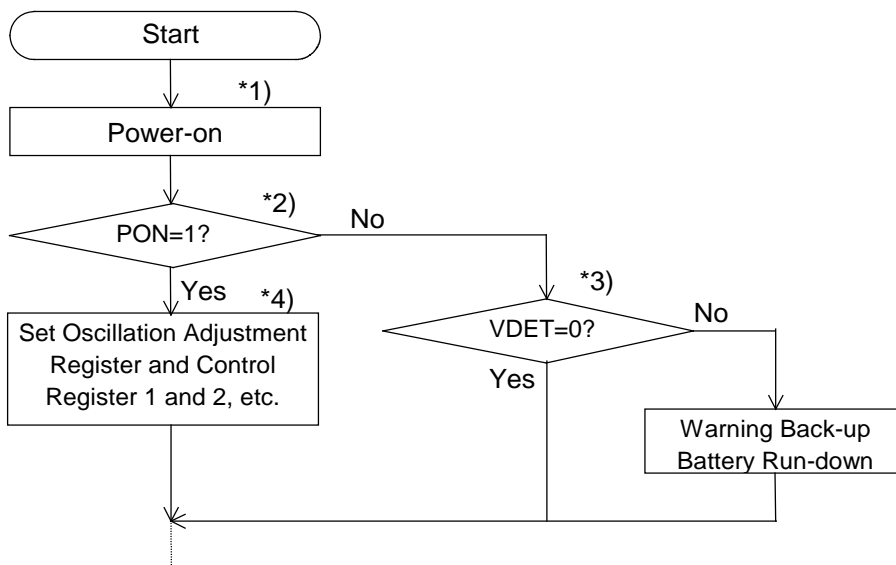 Start
*1)
Power-on
*2)
PON=1?
No
Yes
*4)
Set Oscillation Adjustment
Register and Control
Register 1 and 2, etc.
*3)
VDET=0?
No
Yes
Warning Back-up
Battery Run-down